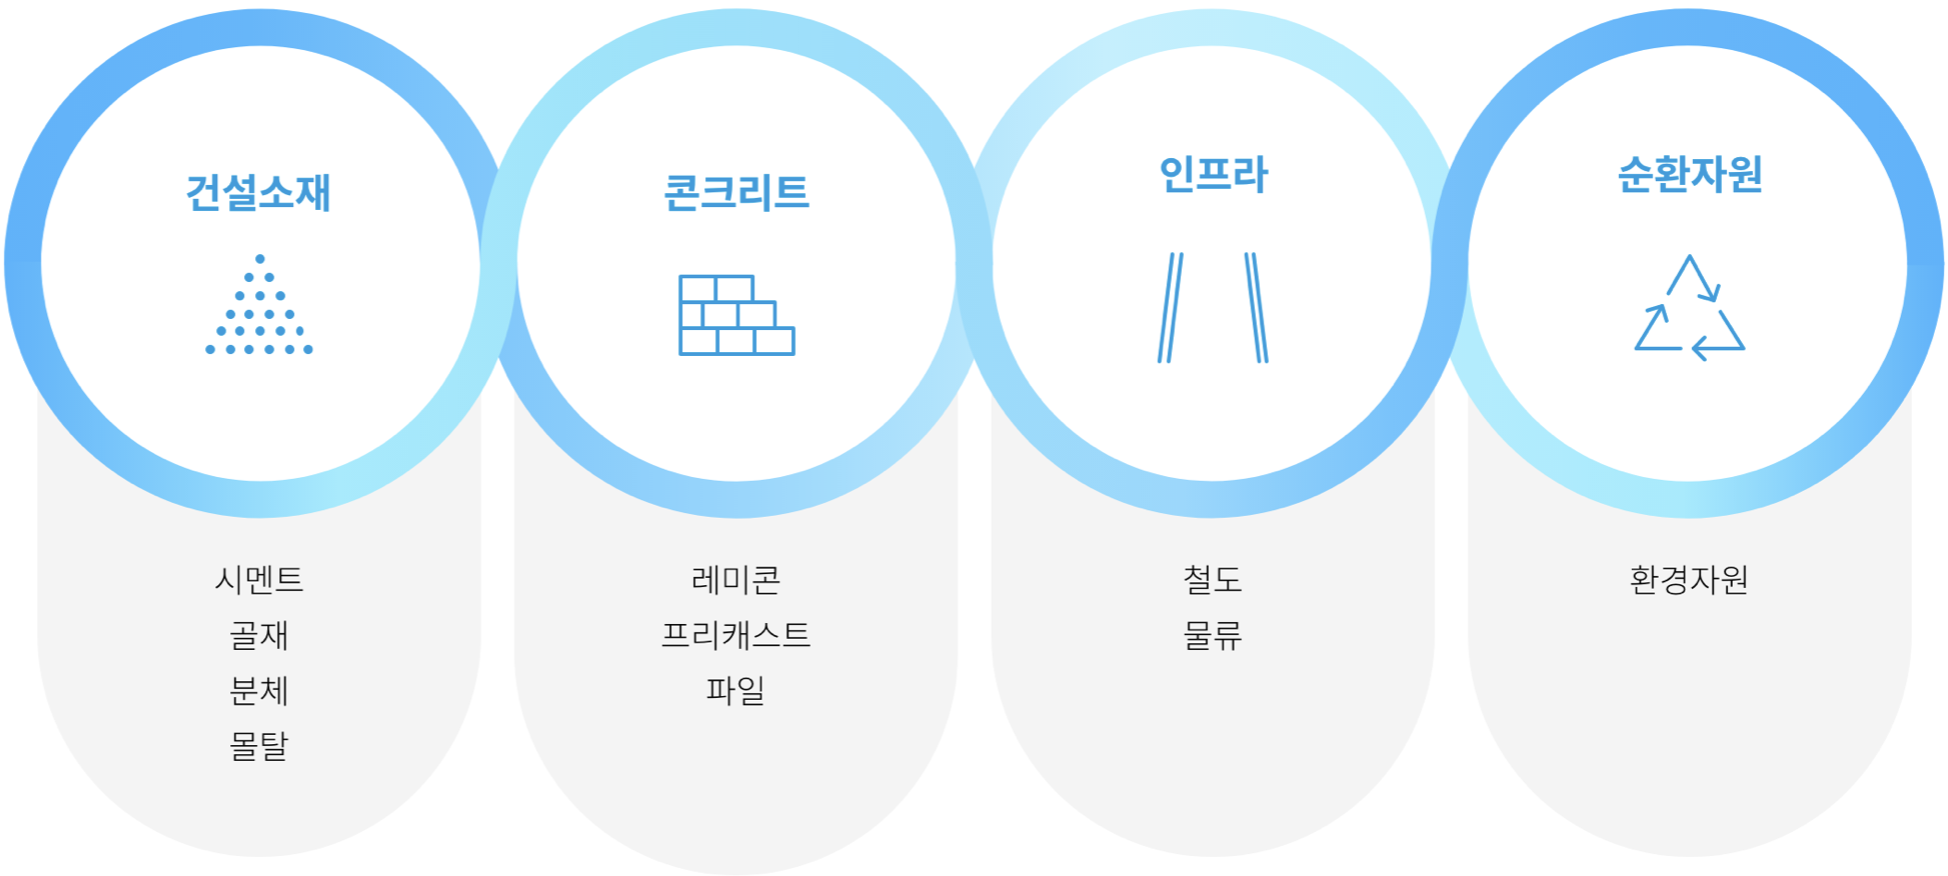 건설소재
시멘트
골재
분체
몰탈
콘크리트
레미콘
프리캐스트
파일
인프라
철도
물류
순환자원
환경자원